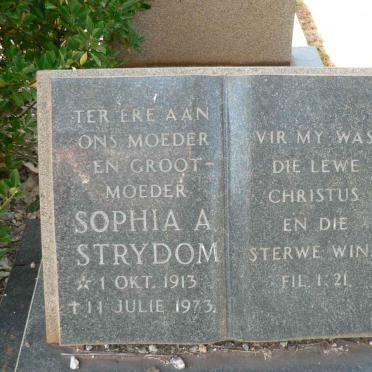 TER ERE AAN
ONS MOEDER
EN GROOT-
MOEDER
SOPHIA A.
STRYDOM
☆ 1 OKT. 1913
✝ 11 JULIE 1973.
VIR MY WAS
DIE LEWE
CHRISTUS
EN DIE
STERWE WINS
FIL. 1:21.